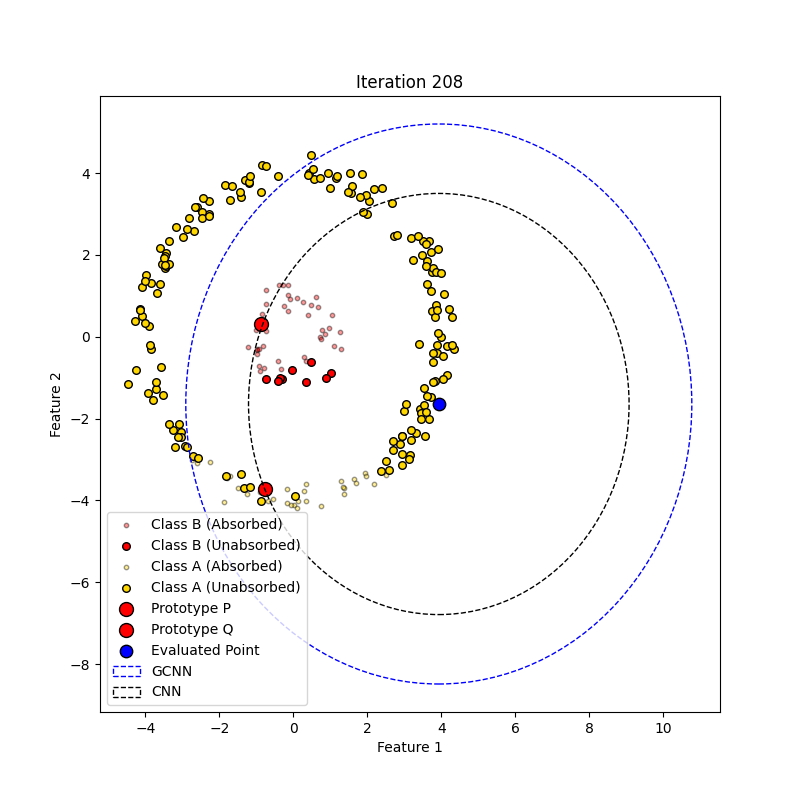 Iteration 208
Feature 2
4
2
0
−2
−4
−6
−8
Class B (Absorbed)
Class B (Unabsorbed)
Class A (Absorbed)
Class A (Unabsorbed)
Prototype P
Prototype Q
Evaluated Point
GCNN
CNN
−4 −2 0 2 4 6 8 10
Feature 1